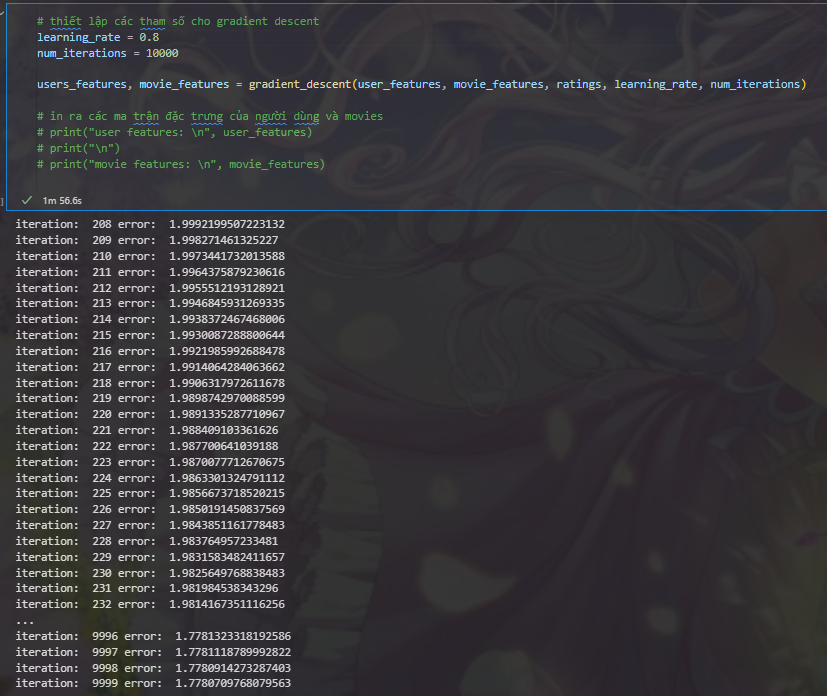 # thiết lập các tham số cho gradient descent
learning_rate = 0.8
num_iterations = 10000
users_features, movie_features = gradient_descent(user_features, movie_features, ratings, learning_rate, num_iterations)
# in ra các ma trận đặc trưng của người dùng và movies
# print("user features: \n", user_features)
# print("\n")
# print("movie features: \n", movie_features)
1m 56.6s
iteration:  208 error:  1.9992199507223132
iteration:  209 error:  1.998271461325227
iteration:  210 error:  1.9973441732013588
iteration:  211 error:  1.9964375879230616
iteration:  212 error:  1.9955512193128921
iteration:  213 error:  1.9946845931269335
iteration:  214 error:  1.9938372467468006
iteration:  215 error:  1.9930087288800644
iteration:  216 error:  1.9921985992688478
iteration:  217 error:  1.9914064284063662
iteration:  218 error:  1.9906317972611678
iteration:  219 error:  1.9898742970088599
iteration:  220 error:  1.9891335287710967
iteration:  221 error:  1.988409103361626
iteration:  222 error:  1.987700641039188
iteration:  223 error:  1.9870077712670675
iteration:  224 error:  1.9863301324791112
iteration:  225 error:  1.9856673718520215
iteration:  226 error:  1.9850191450837569
iteration:  227 error:  1.9843851161778483
iteration:  228 error:  1.983764957233481
iteration:  229 error:  1.9831583482411657
iteration:  230 error:  1.9825649768838483
iteration:  231 error:  1.981984538343296
iteration:  232 error:  1.9814167351116256
...
iteration:  9996 error:  1.7781323318192586
iteration:  9997 error:  1.7781118789992822
iteration:  9998 error:  1.7780914273287403
iteration:  9999 error:  1.7780709768079563